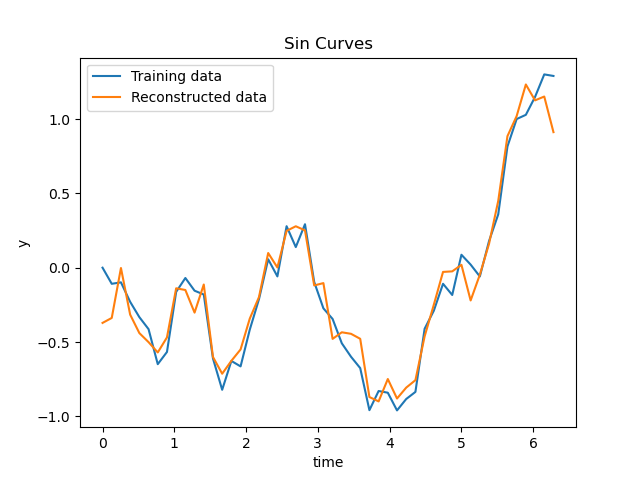 Sin Curves
Training data
Reconstructed data
y
1.0
0.5
0.0
−0.5
−1.0
0 1 2 3 4 5 6
time